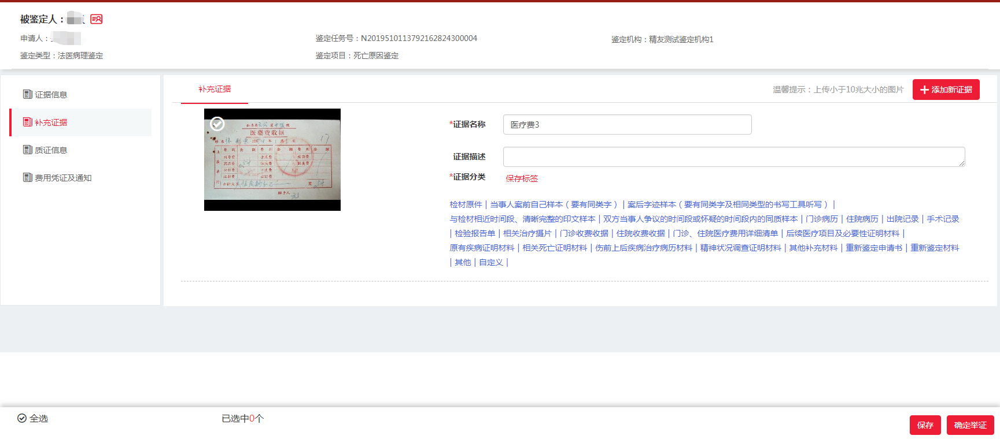 被鉴定人：
申请人：
鉴定任务号：N2019510113792162824300004
鉴定机构：精友测试鉴定机构1
鉴定类型：法医病理鉴定
鉴定项目：死亡原因鉴定
证据信息
补充证据
质证信息
费用凭证及通知
补充证据
温馨提示：上传小于10兆大小的图片
添加新证据
医药费收据
*证据名称
医疗费3
证据描述
*证据分类
保存标签
检材原件 | 当事人案前自己样本（要有同类字） | 案后字迹样本（要有同类字及相同类型的书写工具听写） |
与检材相近时间段、清晰完整的印文样本 | 双方当事人争议的时间段或怀疑的时间段内的同质样本 | 门诊病历 | 住院病历 | 出院记录 | 手术记录
| 检验报告单 | 相关治疗摄片 | 门诊收费收据 | 住院收费收据 | 门诊、住院医疗费用详细清单 | 后续医疗项目及必要性证明材料 |
原有疾病证明材料 | 相关死亡证明材料 | 伤前上后疾病治疗病历材料 | 精神状况调查证明材料 | 其他补充材料 | 重新鉴定申请书 | 重新鉴定材料
| 其他 | 自定义 |
全选
已选中0个
保存
确定举证